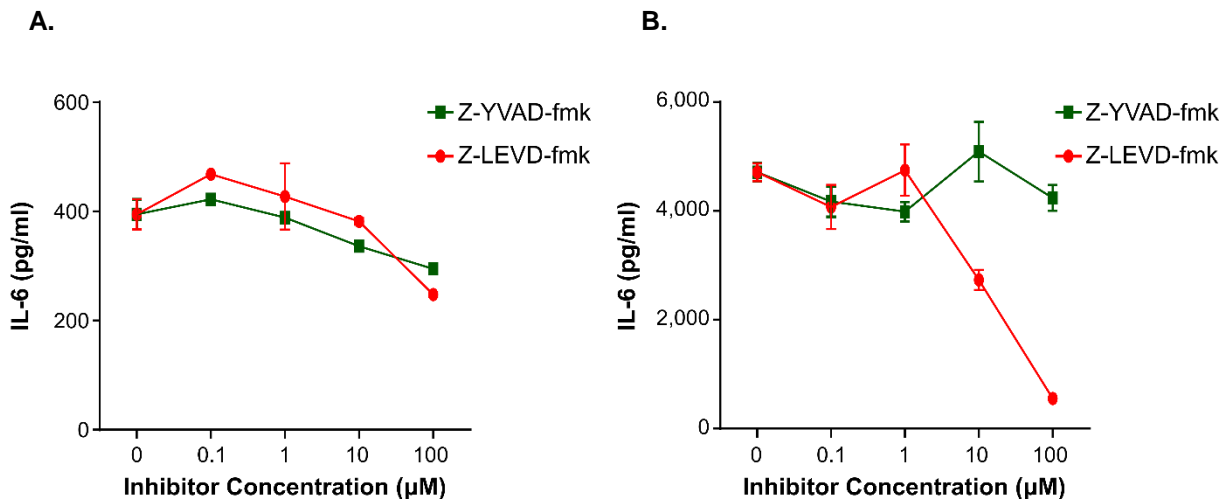 A.
600
400
200
0
IL-6 (pg/ml)
Z-YVAD-fmk
Z-LEVD-fmk
0 0.1 1 10 100
Inhibitor Concentration (µM)
B.
6,000
4,000
2,000
0
IL-6 (pg/ml)
Z-YVAD-fmk
Z-LEVD-fmk
0 0.1 1 10 100
Inhibitor Concentration (µM)